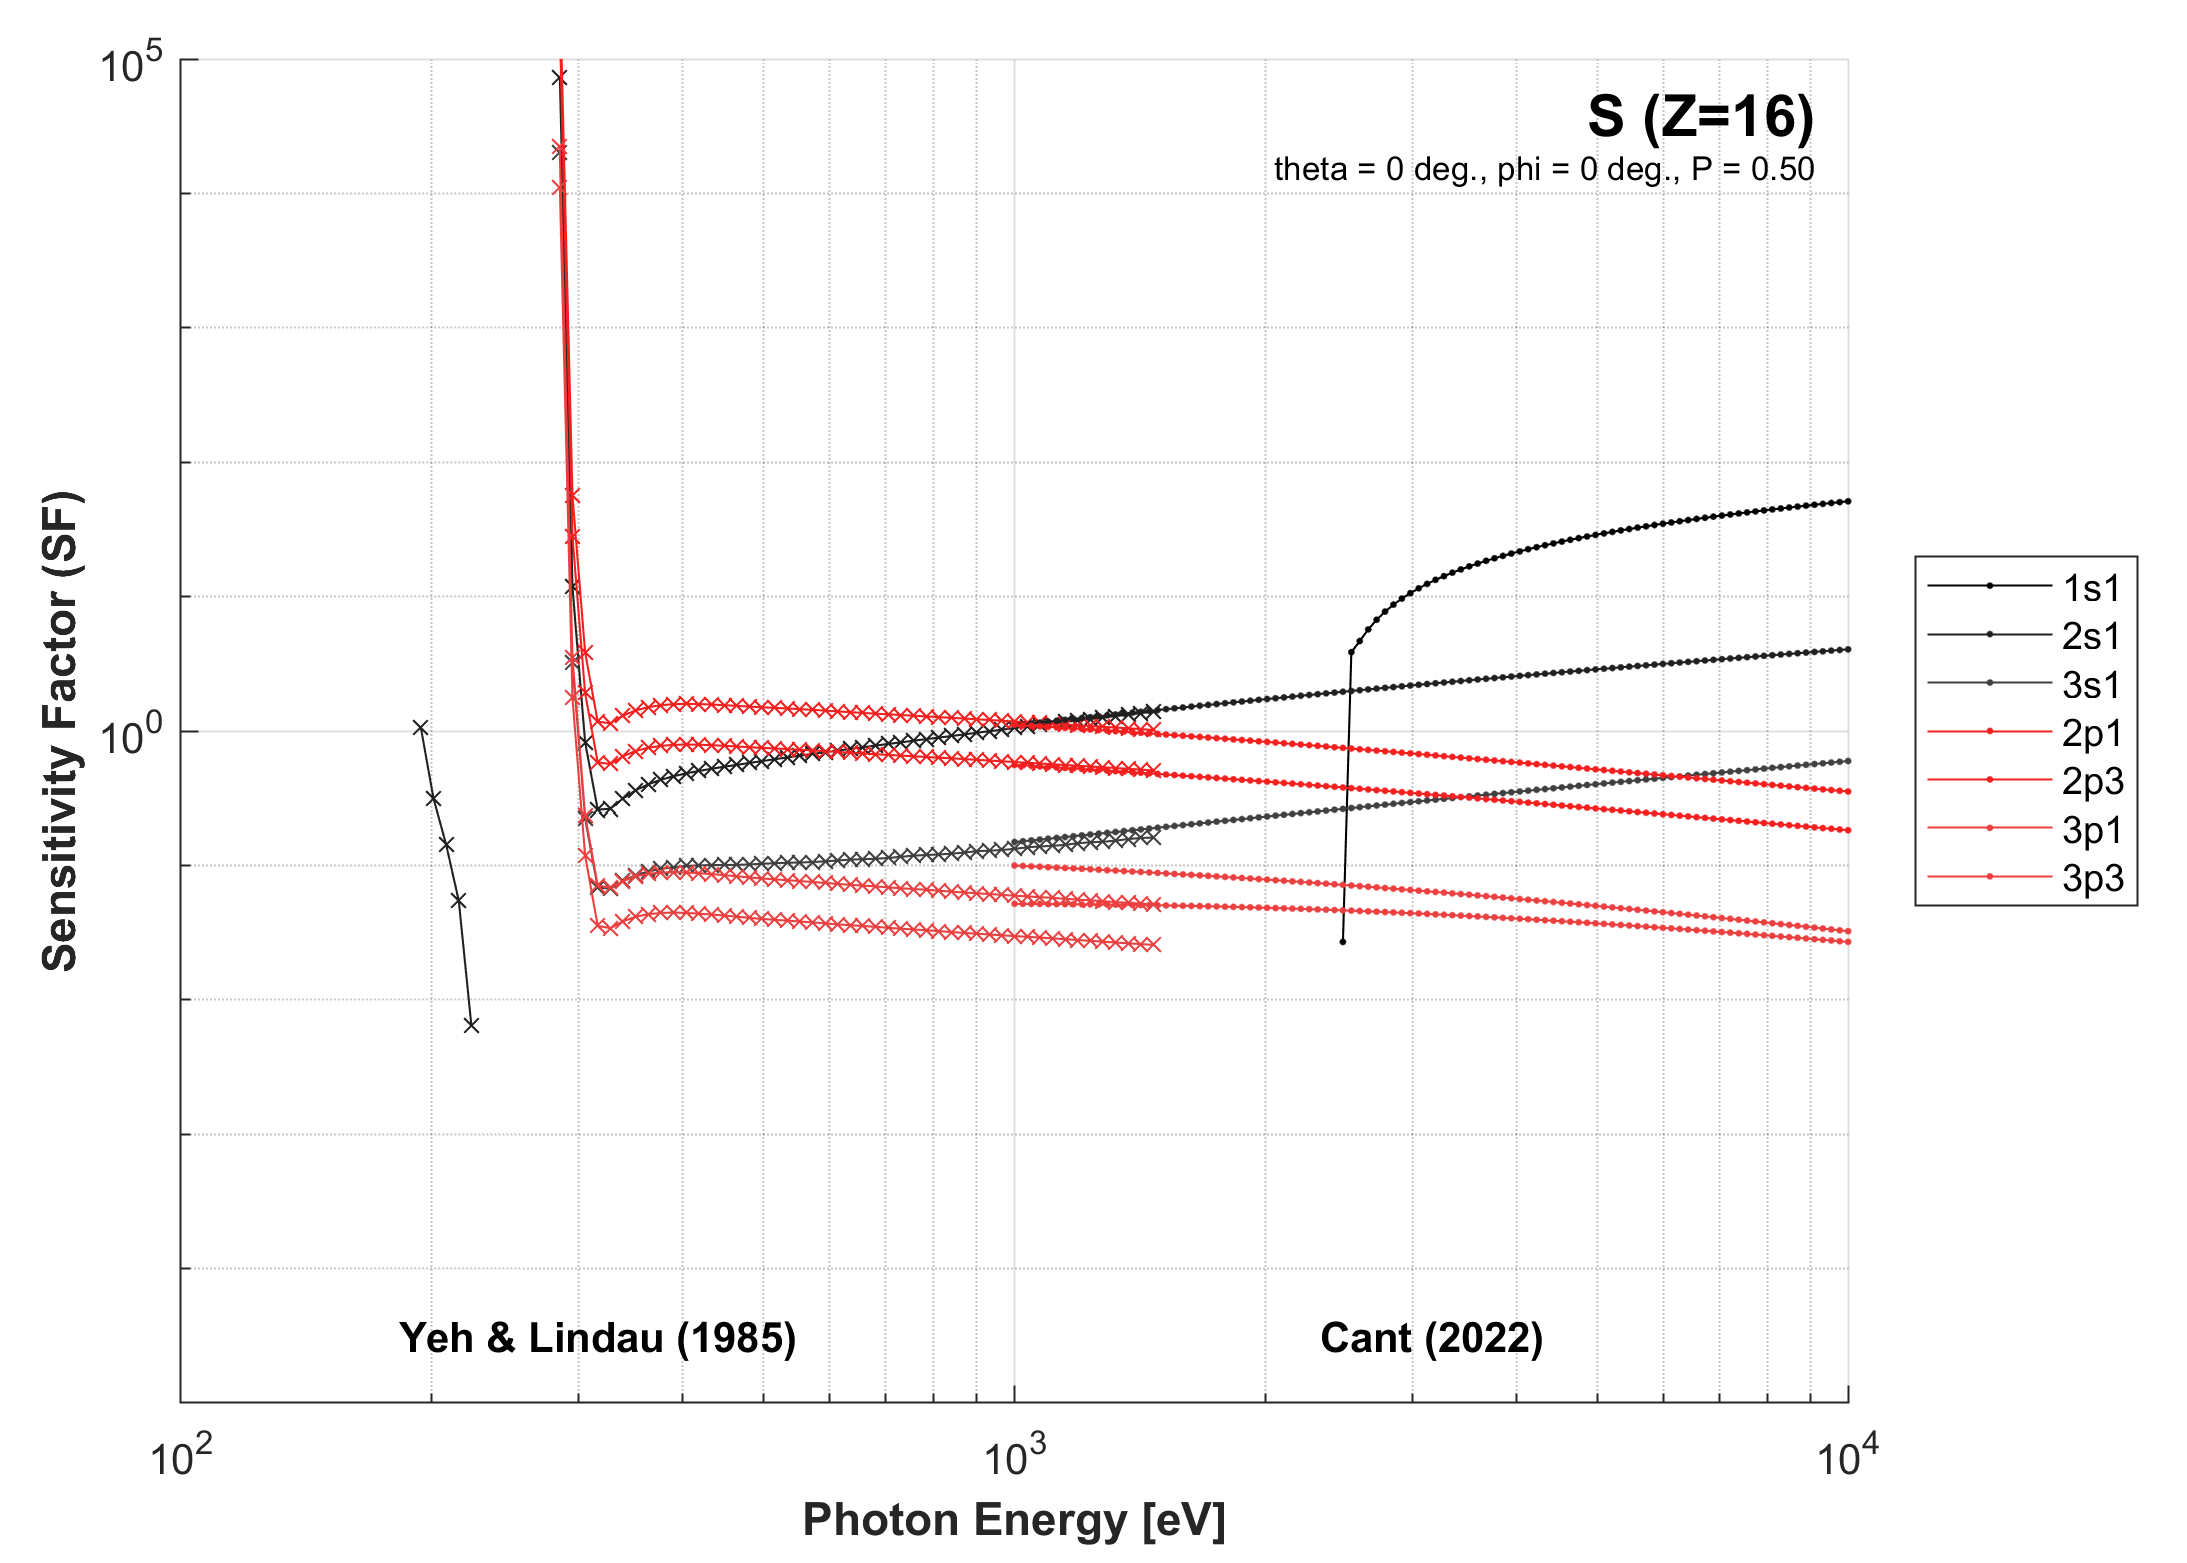 10^5
S (Z=16)
theta = 0 deg., phi = 0 deg., P = 0.50
Sensitivity Factor (SF)
10^0
1s1
2s1
3s1
2p1
2p3
3p1
3p3
Yeh & Lindau (1985)
Cant (2022)
10^2
10^3
10^4
Photon Energy [eV]